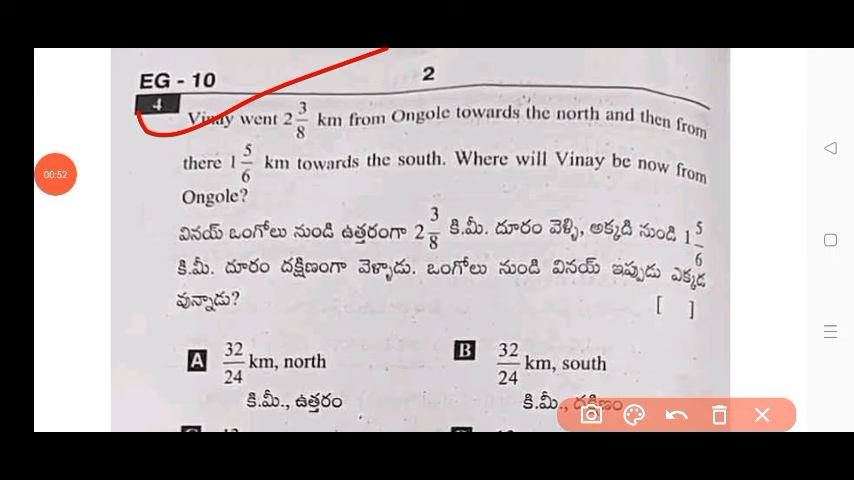 EG - 10
2
4
Vinay went 2 3/8 km from Ongole towards the north and then from
there 1 5/6 km towards the south. Where will Vinay be now from
Ongole?
వినయ్ ఒంగోలు నుండి ఉత్తరంగా 2 3/8 కి.మీ. దూరం వెళ్ళి, అక్కడి నుండి 1 5/6
కి.మీ. దూరం దక్షిణంగా వెళ్ళాడు. ఒంగోలు నుండి వినయ్ ఇప్పుడు ఎక్కడ
వున్నాడు? [ ]
A 32/24 km, north
కి.మీ., ఉత్తరం
B 32/24 km, south
కి.మీ., దక్షిణం
00:52